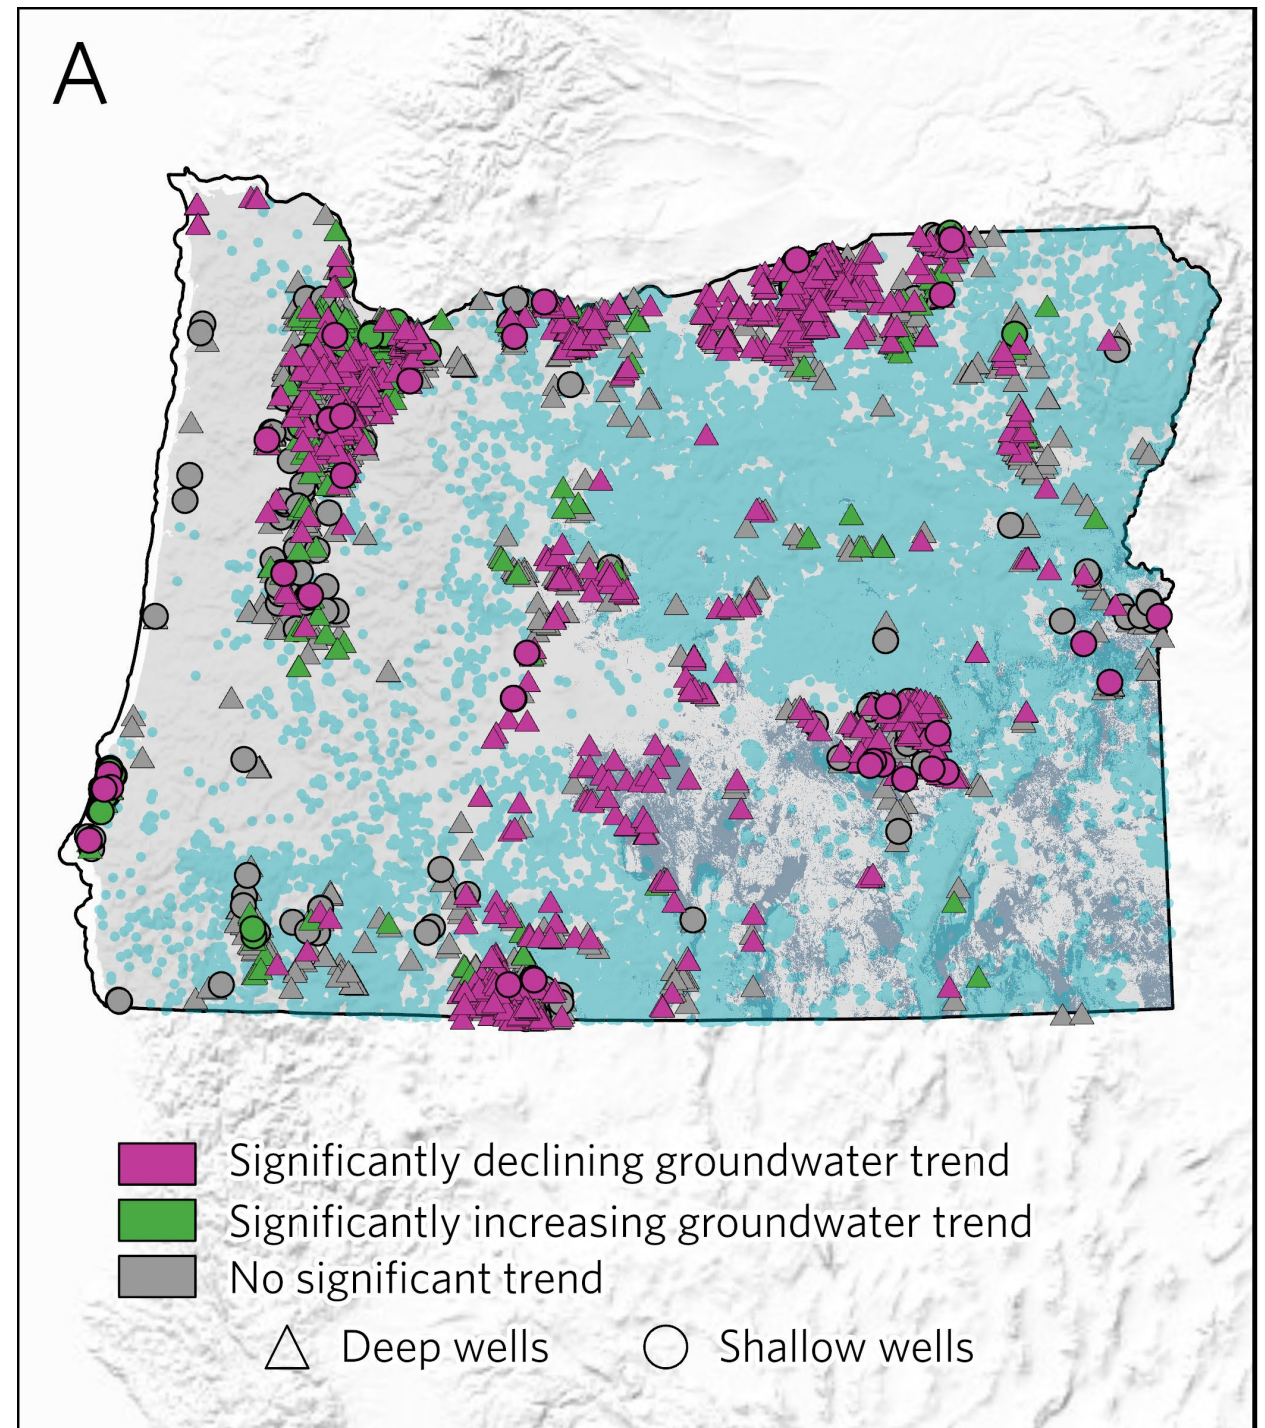 A
Significantly declining groundwater trend
Significantly increasing groundwater trend
No significant trend
Deep wells Shallow wells